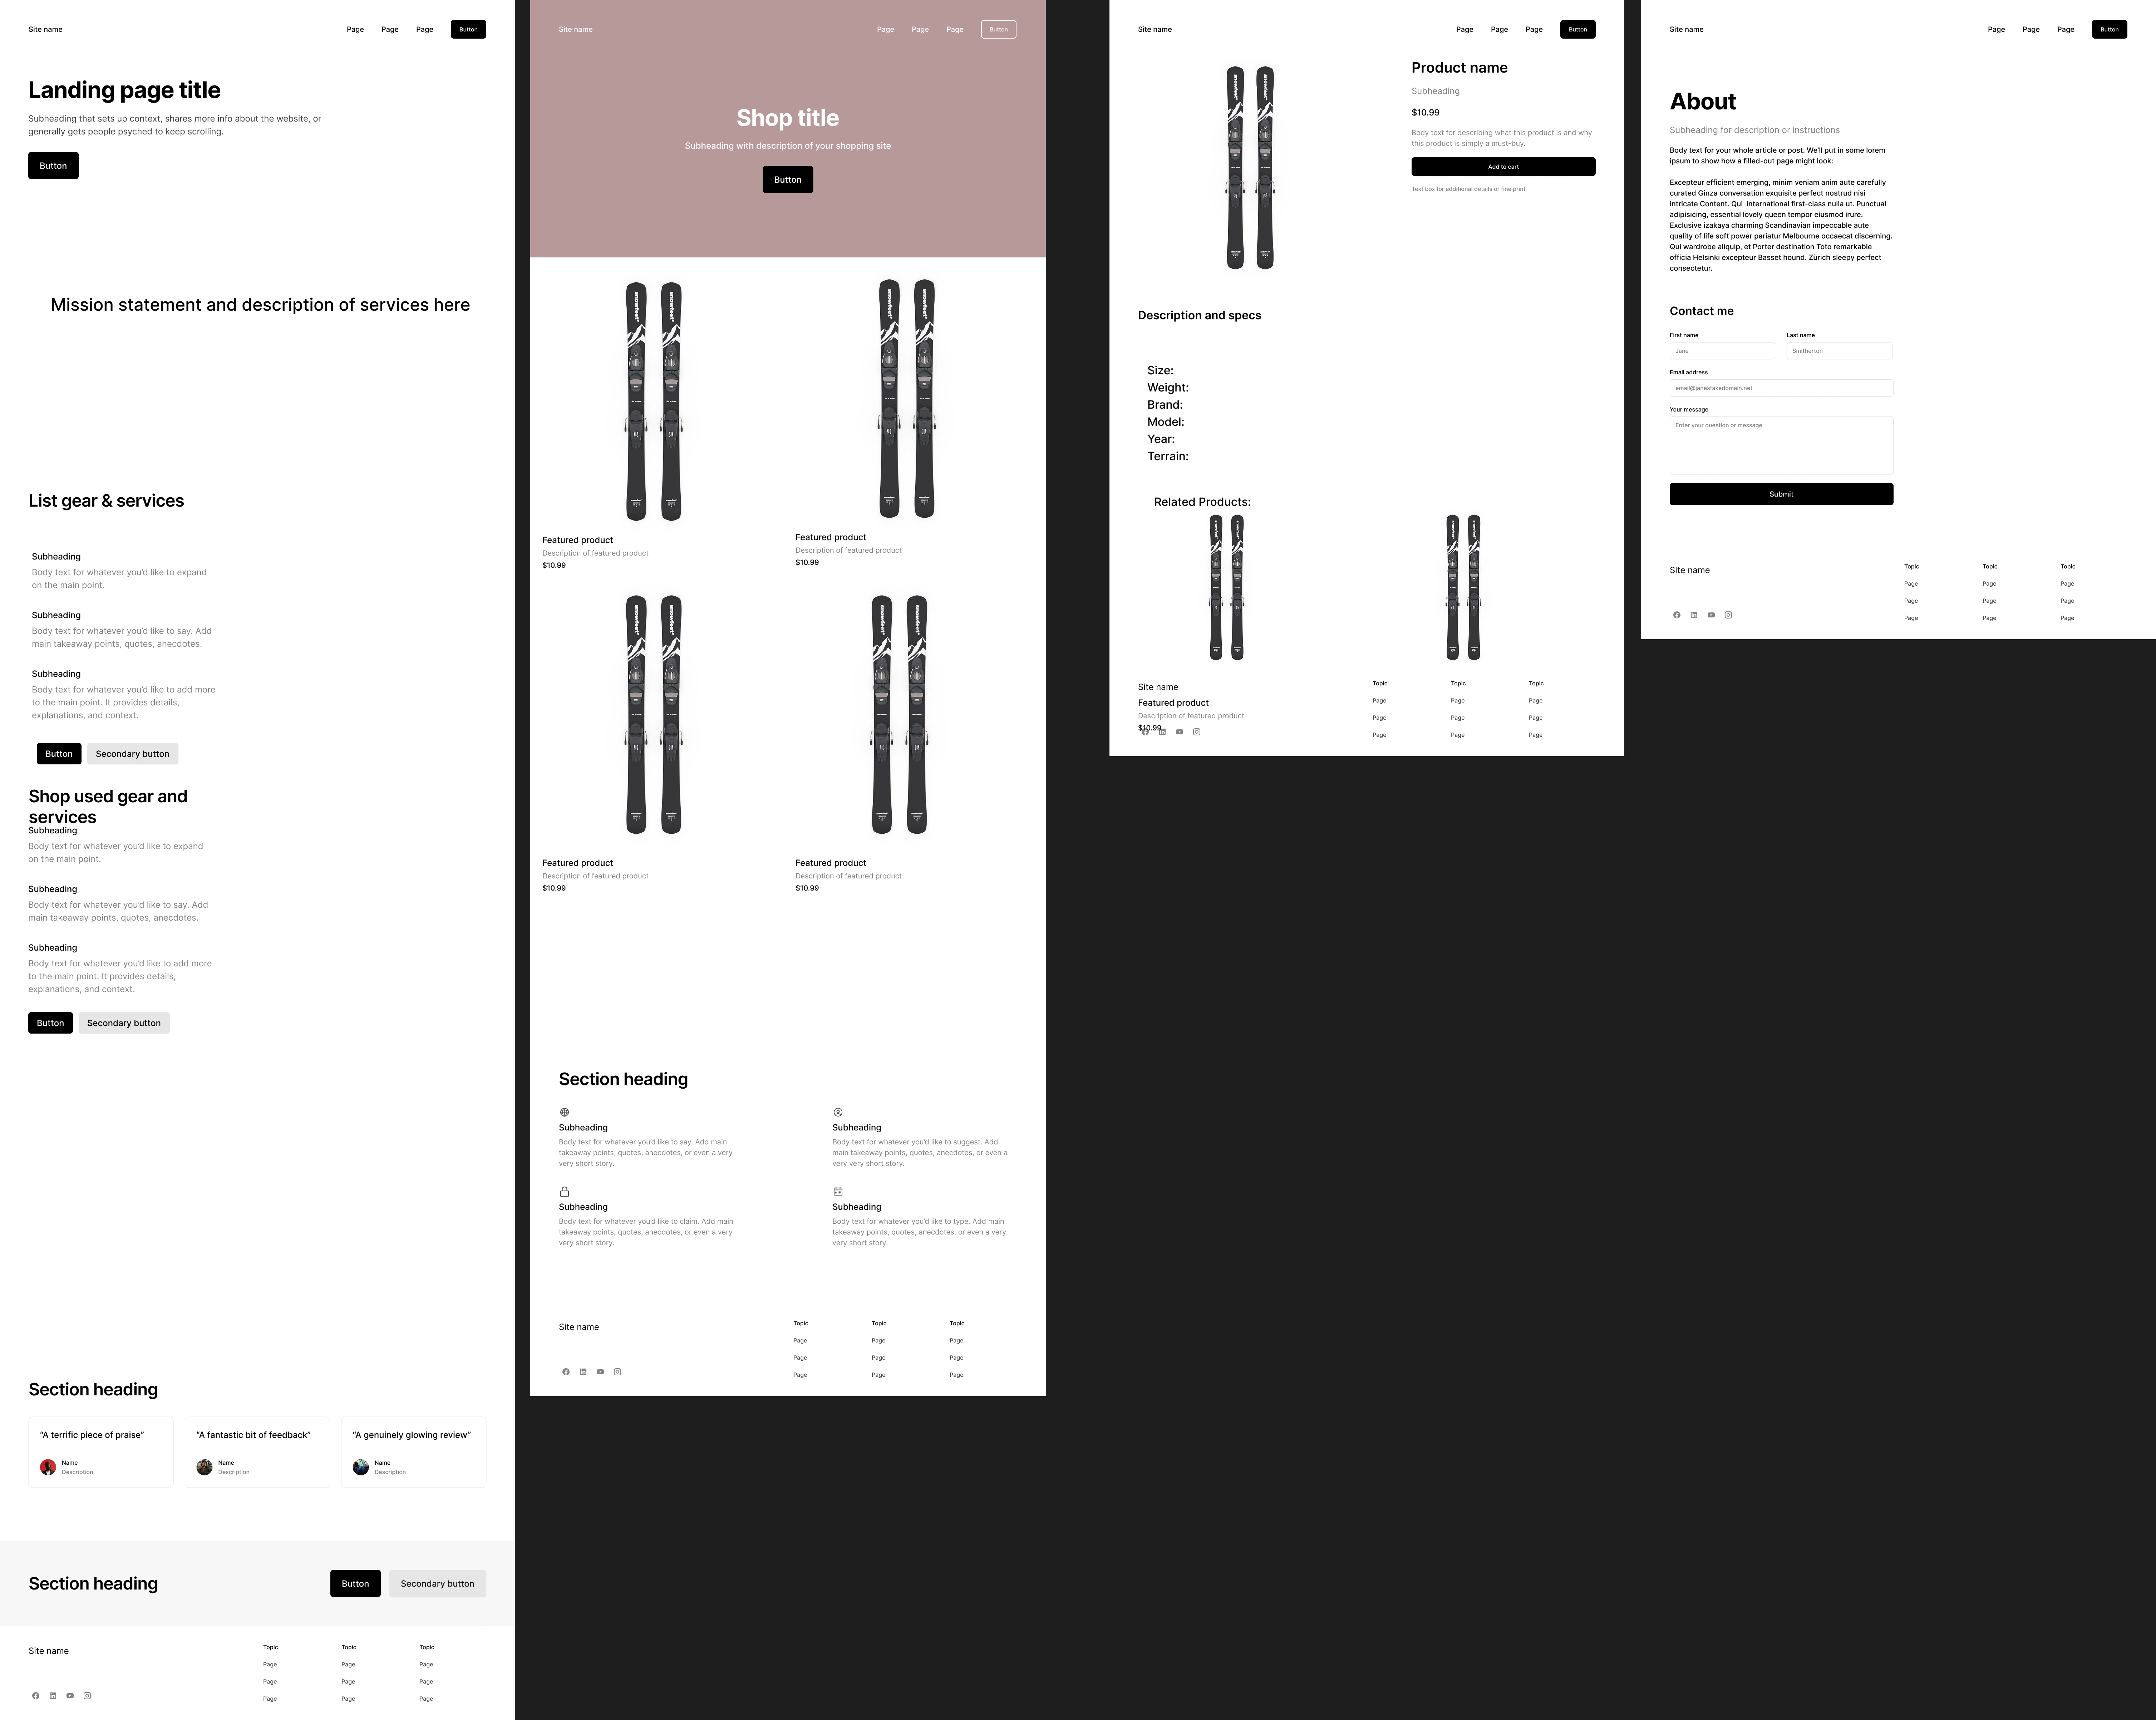 Site name
Page
Page
Page
Button
Landing page title
Subheading that sets up context, shares more info about the website, or
generally gets people psyched to keep scrolling.
Button
Mission statement and description of services here
List gear & services
Subheading
Body text for whatever you'd like to expand
on the main point.
Subheading
Body text for whatever you'd like to say. Add
main takeaway points, quotes, anecdotes.
Subheading
Body text for whatever you'd like to add more
to the main point. It provides details,
explanations, and context.
Button
Secondary button
Shop used gear and
services
Subheading
Body text for whatever you'd like to expand
on the main point.
Subheading
Body text for whatever you'd like to say. Add
main takeaway points, quotes, anecdotes.
Subheading
Body text for whatever you'd like to add more
to the main point. It provides details,
explanations, and context.
Button
Secondary button
Section heading
“A terrific piece of praise”
Name
Description
“A fantastic bit of feedback”
Name
Description
“A genuinely glowing review”
Name
Description
Section heading
Button
Secondary button
Site name
Topic
Page
Page
Page
Topic
Page
Page
Page
Topic
Page
Page
Page
Site name
Page
Page
Page
Button
Shop title
Subheading with description of your shopping site
Button
snowfeet
snowfeet
Featured product
Description of featured product
$10.99
snowfeet
snowfeet
Featured product
Description of featured product
$10.99
snowfeet
snowfeet
Featured product
Description of featured product
$10.99
snowfeet
snowfeet
Featured product
Description of featured product
$10.99
Section heading
Subheading
Body text for whatever you'd like to say. Add main
takeaway points, quotes, anecdotes, or even a very
very short story.
Subheading
Body text for whatever you'd like to suggest. Add
main takeaway points, quotes, anecdotes, or even a
very very short story.
Subheading
Body text for whatever you'd like to claim. Add main
takeaway points, quotes, anecdotes, or even a very
very short story.
Subheading
Body text for whatever you'd like to type. Add main
takeaway points, quotes, anecdotes, or even a very
very short story.
Site name
Topic
Page
Page
Page
Topic
Page
Page
Page
Topic
Page
Page
Page
Site name
Page
Page
Page
Button
snowfeet
snowfeet
Product name
Subheading
$10.99
Body text for describing what this product is and why
this product is simply a must-buy.
Add to cart
Text box for additional details or fine print
Description and specs
Size:
Weight:
Brand:
Model:
Year:
Terrain:
Related Products:
snowfeet
snowfeet
snowfeet
snowfeet
Site name
Featured product
Description of featured product
$10.99
Topic
Page
Page
Page
Topic
Page
Page
Page
Topic
Page
Page
Page
Site name
Page
Page
Page
Button
About
Subheading for description or instructions
Body text for your whole article or post. We'll put in some lorem
ipsum to show how a filled-out page might look:
Excepteur efficient emerging, minim veniam anim aute carefully
curated Ginza conversation exquisite perfect nostrud nisi
intricate Content. Qui  international first-class nulla ut. Punctual
adipisicing, essential lovely queen tempor eiusmod irure.
Exclusive izakaya charming Scandinavian impeccable aute
quality of life soft power pariatur Melbourne occaecat discerning.
Qui wardrobe aliquip, et Porter destination Toto remarkable
officia Helsinki excepteur Basset hound. Zürich sleepy perfect
consectetur.
Contact me
First name
Jane
Last name
Smitherton
Email address
email@janesfakedomain.net
Your message
Enter your question or message
Submit
Site name
Topic
Page
Page
Page
Topic
Page
Page
Page
Topic
Page
Page
Page